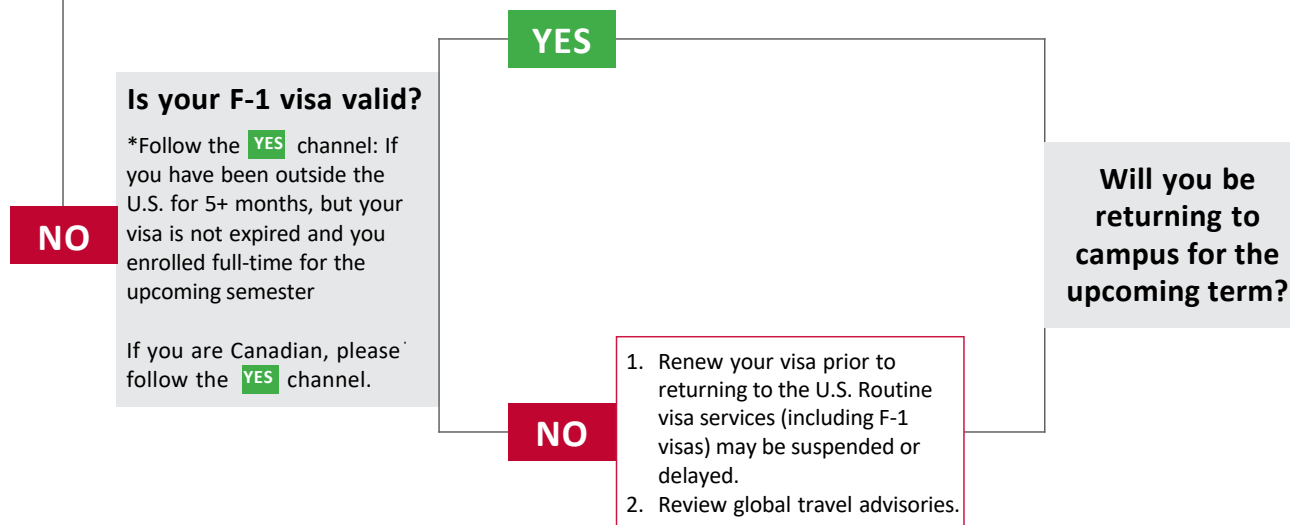 NO
Is your F-1 visa valid?
*Follow the YES channel: If
you have been outside the
U.S. for 5+ months, but your
visa is not expired and you
enrolled full-time for the
upcoming semester
If you are Canadian, please
follow the YES channel.
YES
NO
1. Renew your visa prior to
returning to the U.S. Routine
visa services (including F-1
visas) may be suspended or
delayed.
2. Review global travel advisories.
Will you be
returning to
campus for the
upcoming term?